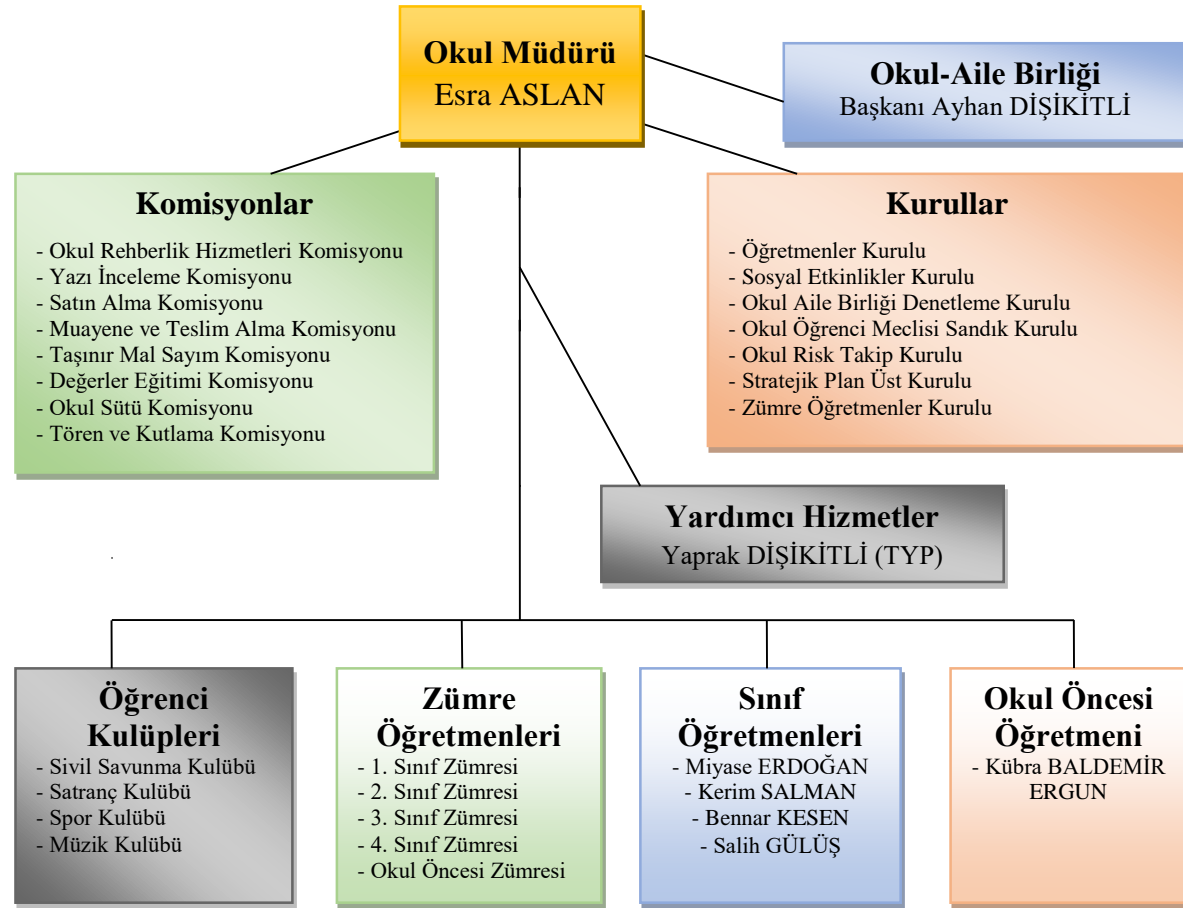 Okul Müdürü
Esra ASLAN
Okul-Aile Birliği
Başkanı Ayhan DİŞİKİTLİ
Komisyonlar
- Okul Rehberlik Hizmetleri Komisyonu
- Yazı İnceleme Komisyonu
- Satın Alma Komisyonu
- Muayene ve Teslim Alma Komisyonu
- Taşınır Mal Sayım Komisyonu
- Değerler Eğitimi Komisyonu
- Okul Sütü Komisyonu
- Tören ve Kutlama Komisyonu
Kurullar
- Öğretmenler Kurulu
- Sosyal Etkinlikler Kurulu
- Okul Aile Birliği Denetleme Kurulu
- Okul Öğrenci Meclisi Sandık Kurulu
- Okul Risk Takip Kurulu
- Stratejik Plan Üst Kurulu
- Zümre Öğretmenler Kurulu
Yardımcı Hizmetler
Yaprak DİŞİKİTLİ (TYP)
Öğrenci
Kulüpleri
- Sivil Savunma Kulübü
- Satranç Kulübü
- Spor Kulübü
- Müzik Kulübü
Zümre
Öğretmenleri
- 1. Sınıf Zümresi
- 2. Sınıf Zümresi
- 3. Sınıf Zümresi
- 4. Sınıf Zümresi
- Okul Öncesi Zümresi
Sınıf
Öğretmenleri
- Miyase ERDOĞAN
- Kerim SALMAN
- Bennar KESEN
- Salih GÜLÜŞ
Okul Öncesi
Öğretmeni
- Kübra BALDEMİR
ERGUN